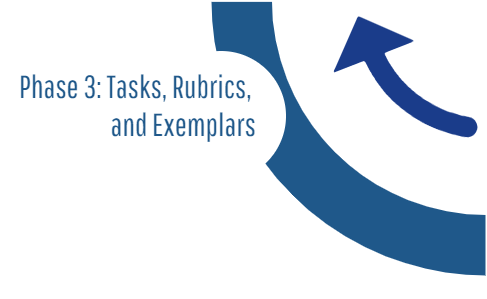 Phase 3: Tasks, Rubrics,
and Exemplars